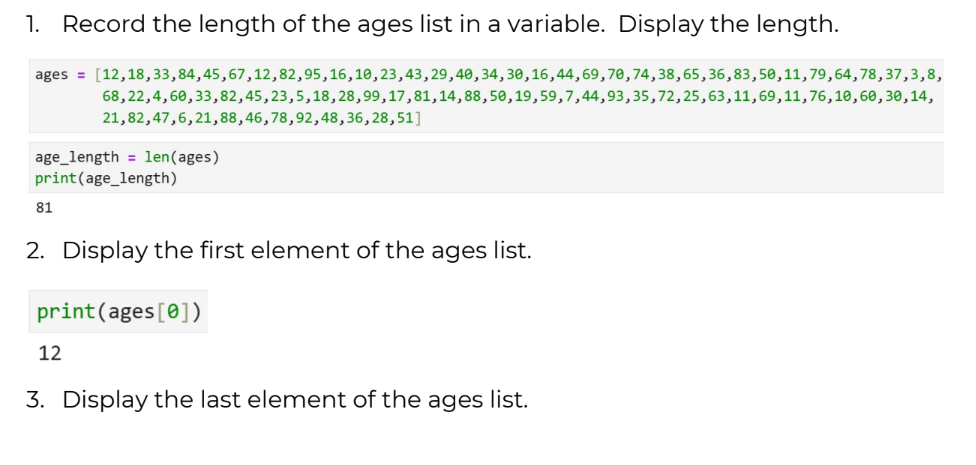 1. Record the length of the ages list in a variable. Display the length.
ages = [12,18,33,84,45,67,12,82,95,16,10,23,43,29,40,34,30,16,44,69,70,74,38,65,36,83,50,11,79,64,78,37,3,8,
68,22,4,60,33,82,45,23,5,18,28,99,17,81,14,88,50,19,59,7,44,93,35,72,25,63,11,69,11,76,10,60,30,14,
21,82,47,6,21,88,46,78,92,48,36,28,51]
age_length = len(ages)
print(age_length)
81
2. Display the first element of the ages list.
print(ages[0])
12
3. Display the last element of the ages list.